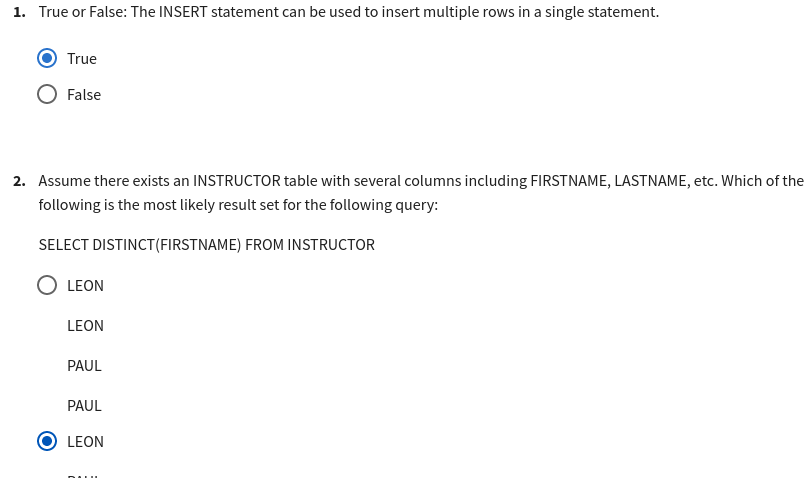 1. True or False: The INSERT statement can be used to insert multiple rows in a single statement.
True
False
2. Assume there exists an INSTRUCTOR table with several columns including FIRSTNAME, LASTNAME, etc. Which of the
following is the most likely result set for the following query:
SELECT DISTINCT(FIRSTNAME) FROM INSTRUCTOR
LEON
LEON
PAUL
PAUL
LEON